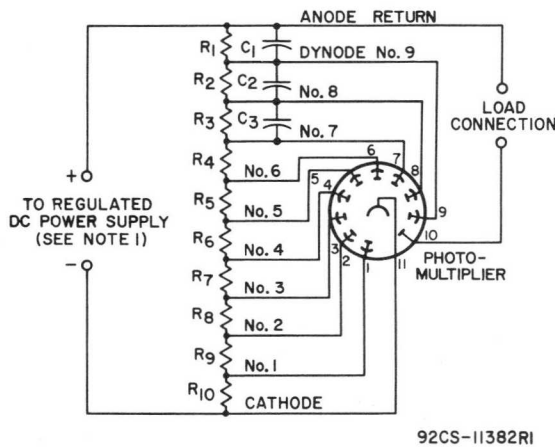 ANODE RETURN
R1
C1
DYNODE NO. 9
R2
C2
No. 8
R3
C3
No. 7
LOAD
CONNECTION
R4
No. 6
6
7
5
8
4
+
TO REGULATED
DC POWER SUPPLY
(SEE NOTE 1)
-
R5
No. 5
9
R6
No. 4
3
2
1
11
10
PHOTO-
MULTIPLIER
R7
No. 3
R8
No. 2
R9
No. 1
R10
CATHODE
92CS-11382R1